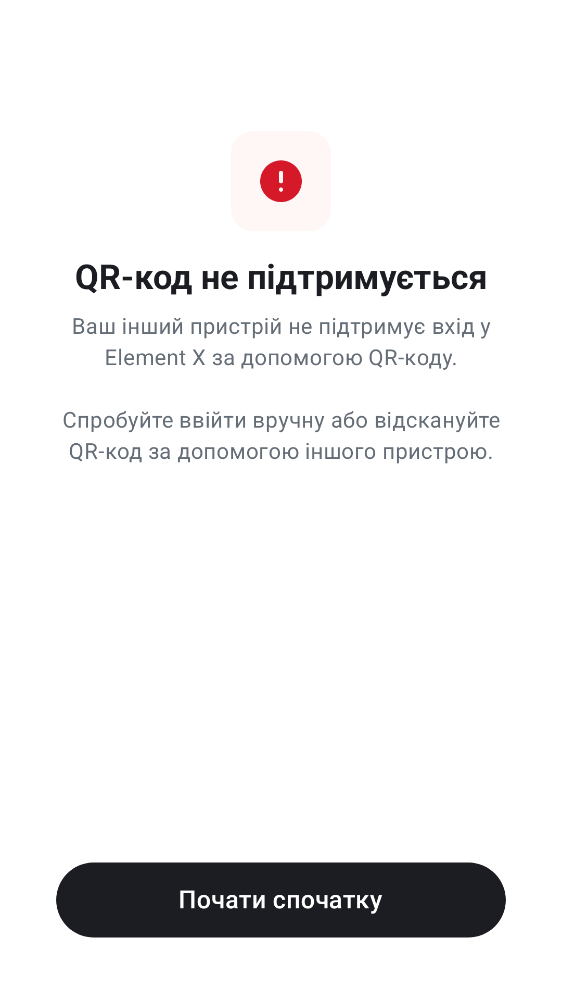 QR-код не підтримується
Ваш інший пристрій не підтримує вхід у
Element X за допомогою QR-коду.
Спробуйте ввійти вручну або відскануйте
QR-код за допомогою іншого пристрою.
Почати спочатку